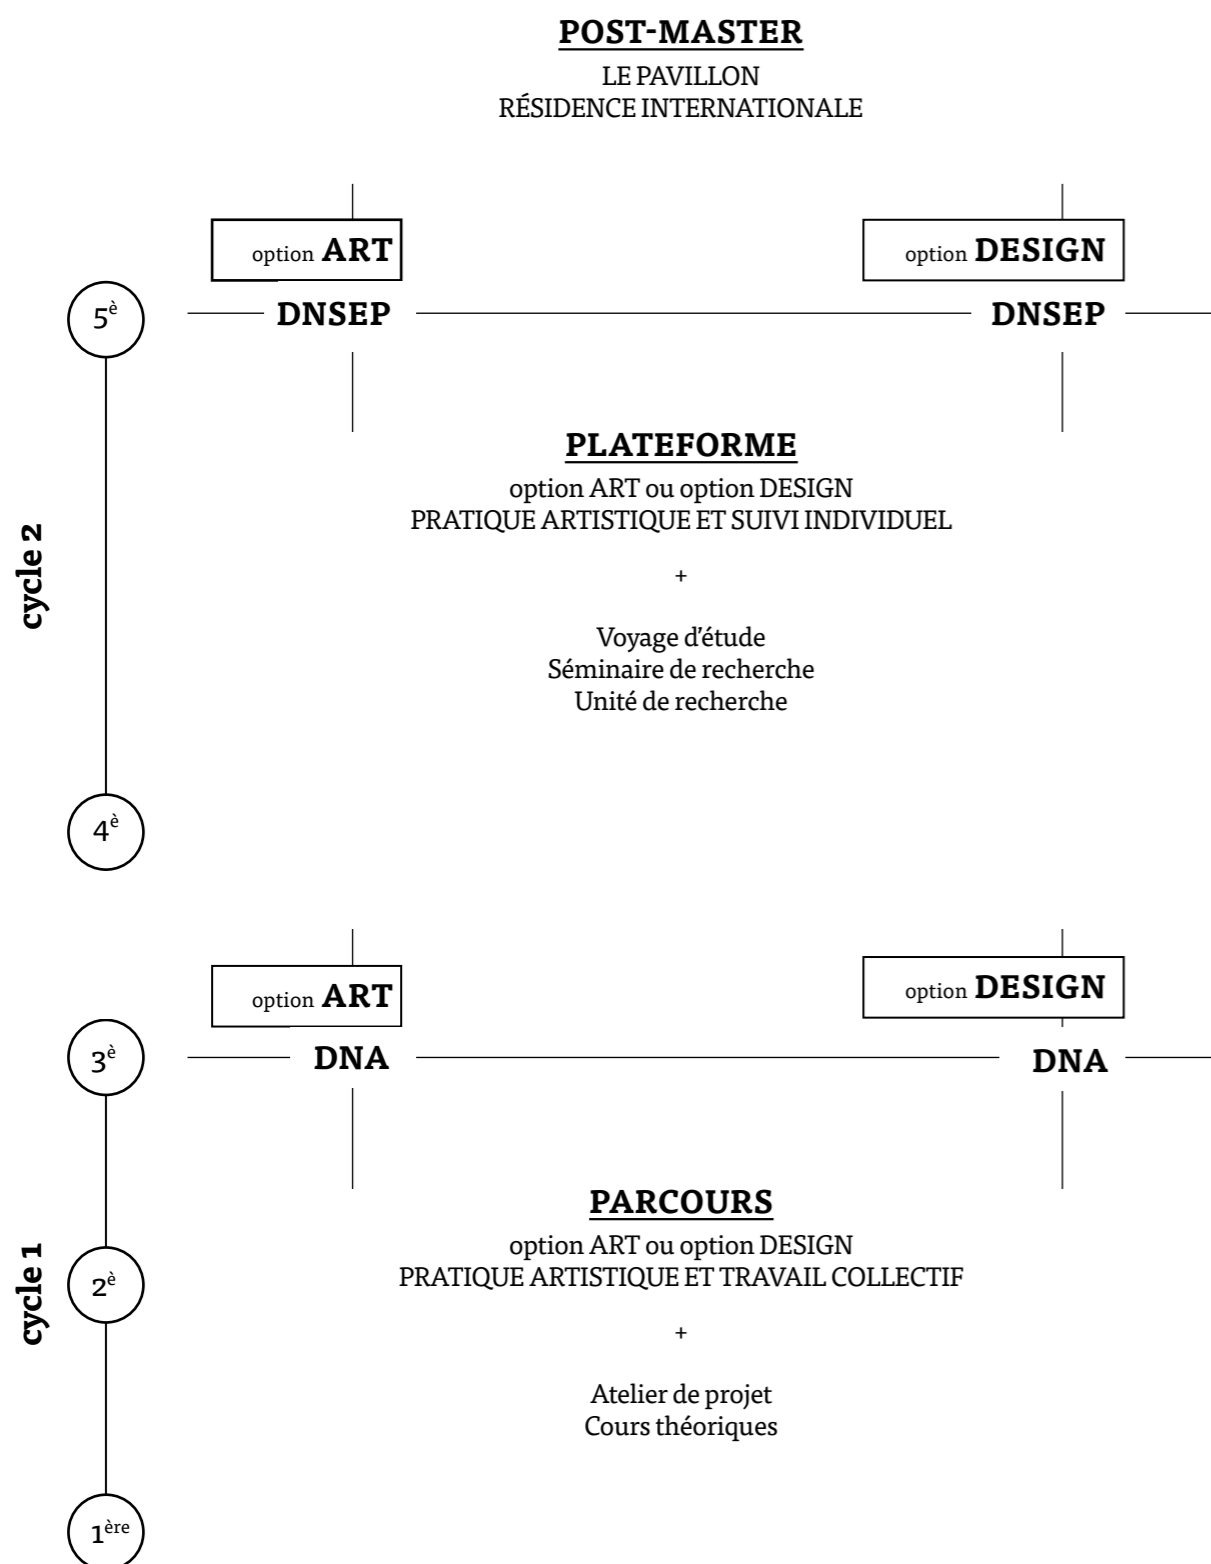 POST-MASTER
LE PAVILLON
RÉSIDENCE INTERNATIONALE
option ART
option DESIGN
5è
DNSEP
DNSEP
PLATEFORME
option ART ou option DESIGN
PRATIQUE ARTISTIQUE ET SUIVI INDIVIDUEL
+
Voyage d'étude
Séminaire de recherche
Unité de recherche
cycle 2
4è
option ART
option DESIGN
3è
DNA
DNA
PARCOURS
option ART ou option DESIGN
PRATIQUE ARTISTIQUE ET TRAVAIL COLLECTIF
+
Atelier de projet
Cours théoriques
cycle 1
2è
1ère